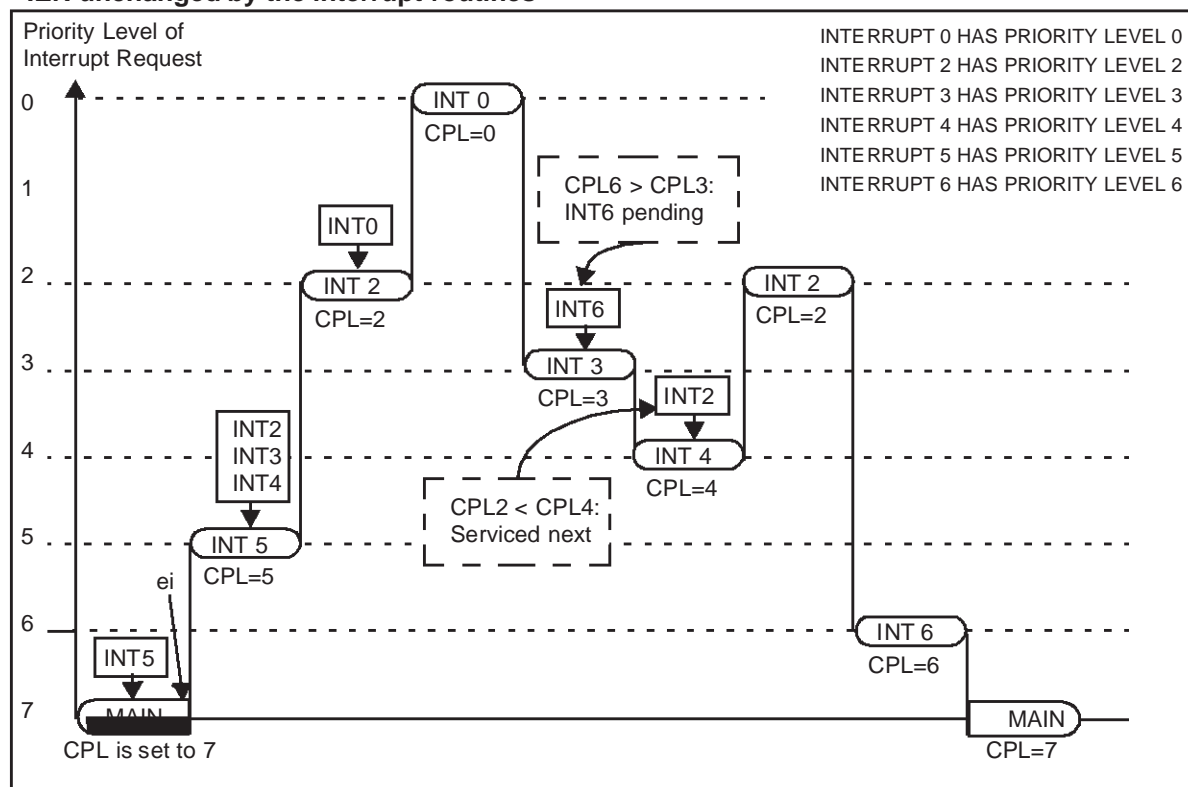 Priority Level of
Interrupt Request
INTERRUPT 0 HAS PRIORITY LEVEL 0
INTERRUPT 2 HAS PRIORITY LEVEL 2
INTERRUPT 3 HAS PRIORITY LEVEL 3
INTERRUPT 4 HAS PRIORITY LEVEL 4
INTERRUPT 5 HAS PRIORITY LEVEL 5
INTERRUPT 6 HAS PRIORITY LEVEL 6
0
INT 0
CPL=0
1
CPL6 > CPL3:
INT6 pending
INT0
2
INT 2
CPL=2
INT6
INT 2
CPL=2
3
INT 3
CPL=3
INT2
INT2
INT3
INT4
4
INT 4
CPL=4
CPL2 < CPL4:
Serviced next
5
INT 5
CPL=5
ei
6
INT 6
CPL=6
INT5
7
MAIN
CPL is set to 7
MAIN
CPL=7